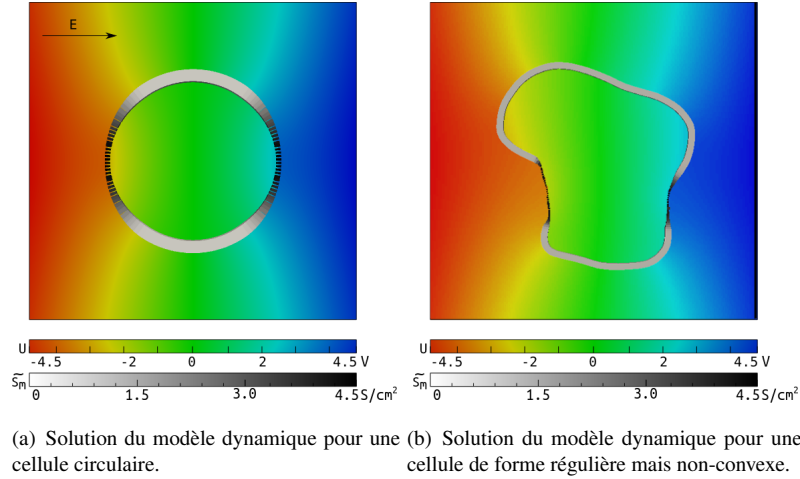 E
U
-4.5 -2 0 2 4.5 V
S̃m
0 1.5 3.0 4.5 S/cm²
U
-4.5 -2 0 2 4.5 V
S̃m
0 1.5 3.0 4.5 S/cm²
(a) Solution du modèle dynamique pour une
cellule circulaire.
(b) Solution du modèle dynamique pour une
cellule de forme régulière mais non-convexe.